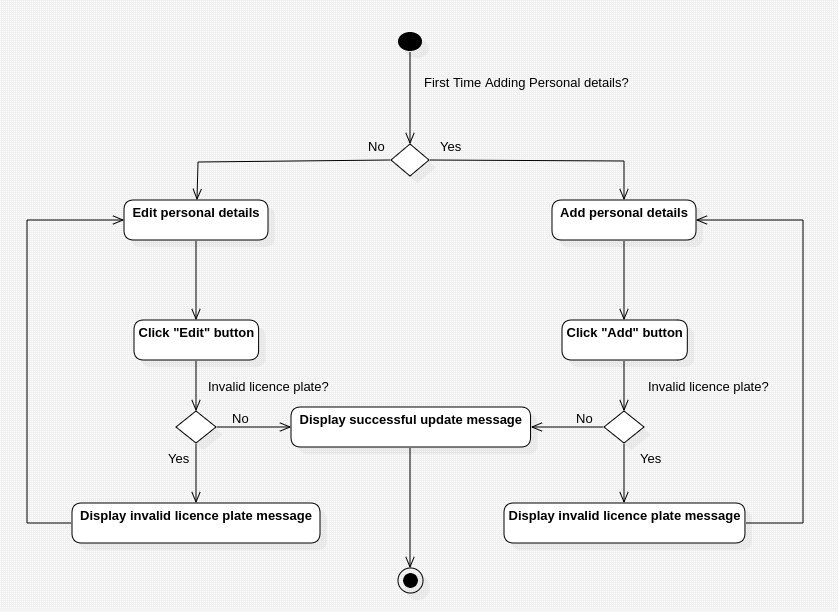 First Time Adding Personal details?
No
Yes
Edit personal details
Add personal details
Click "Edit" button
Click "Add" button
Invalid licence plate?
Invalid licence plate?
No
Display successful update message
No
Yes
Yes
Display invalid licence plate message
Display invalid licence plate message